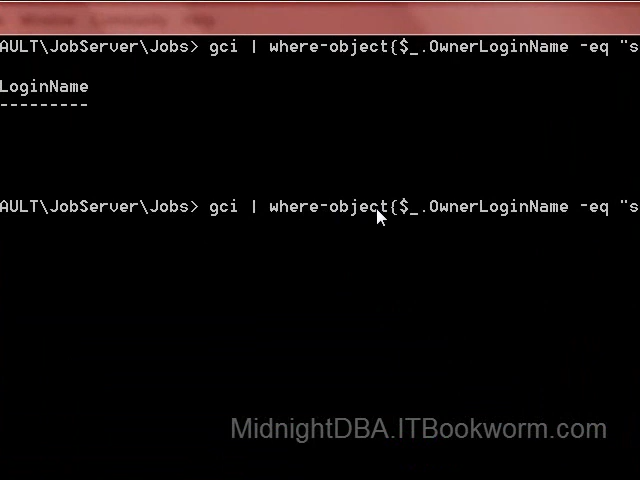 AULT\JobServer\Jobs> gci | where-object{$_.OwnerLoginName -eq "s
LoginName
---------
AULT\JobServer\Jobs> gci | where-object{$_.OwnerLoginName -eq "s
MidnightDBA.ITBookworm.com